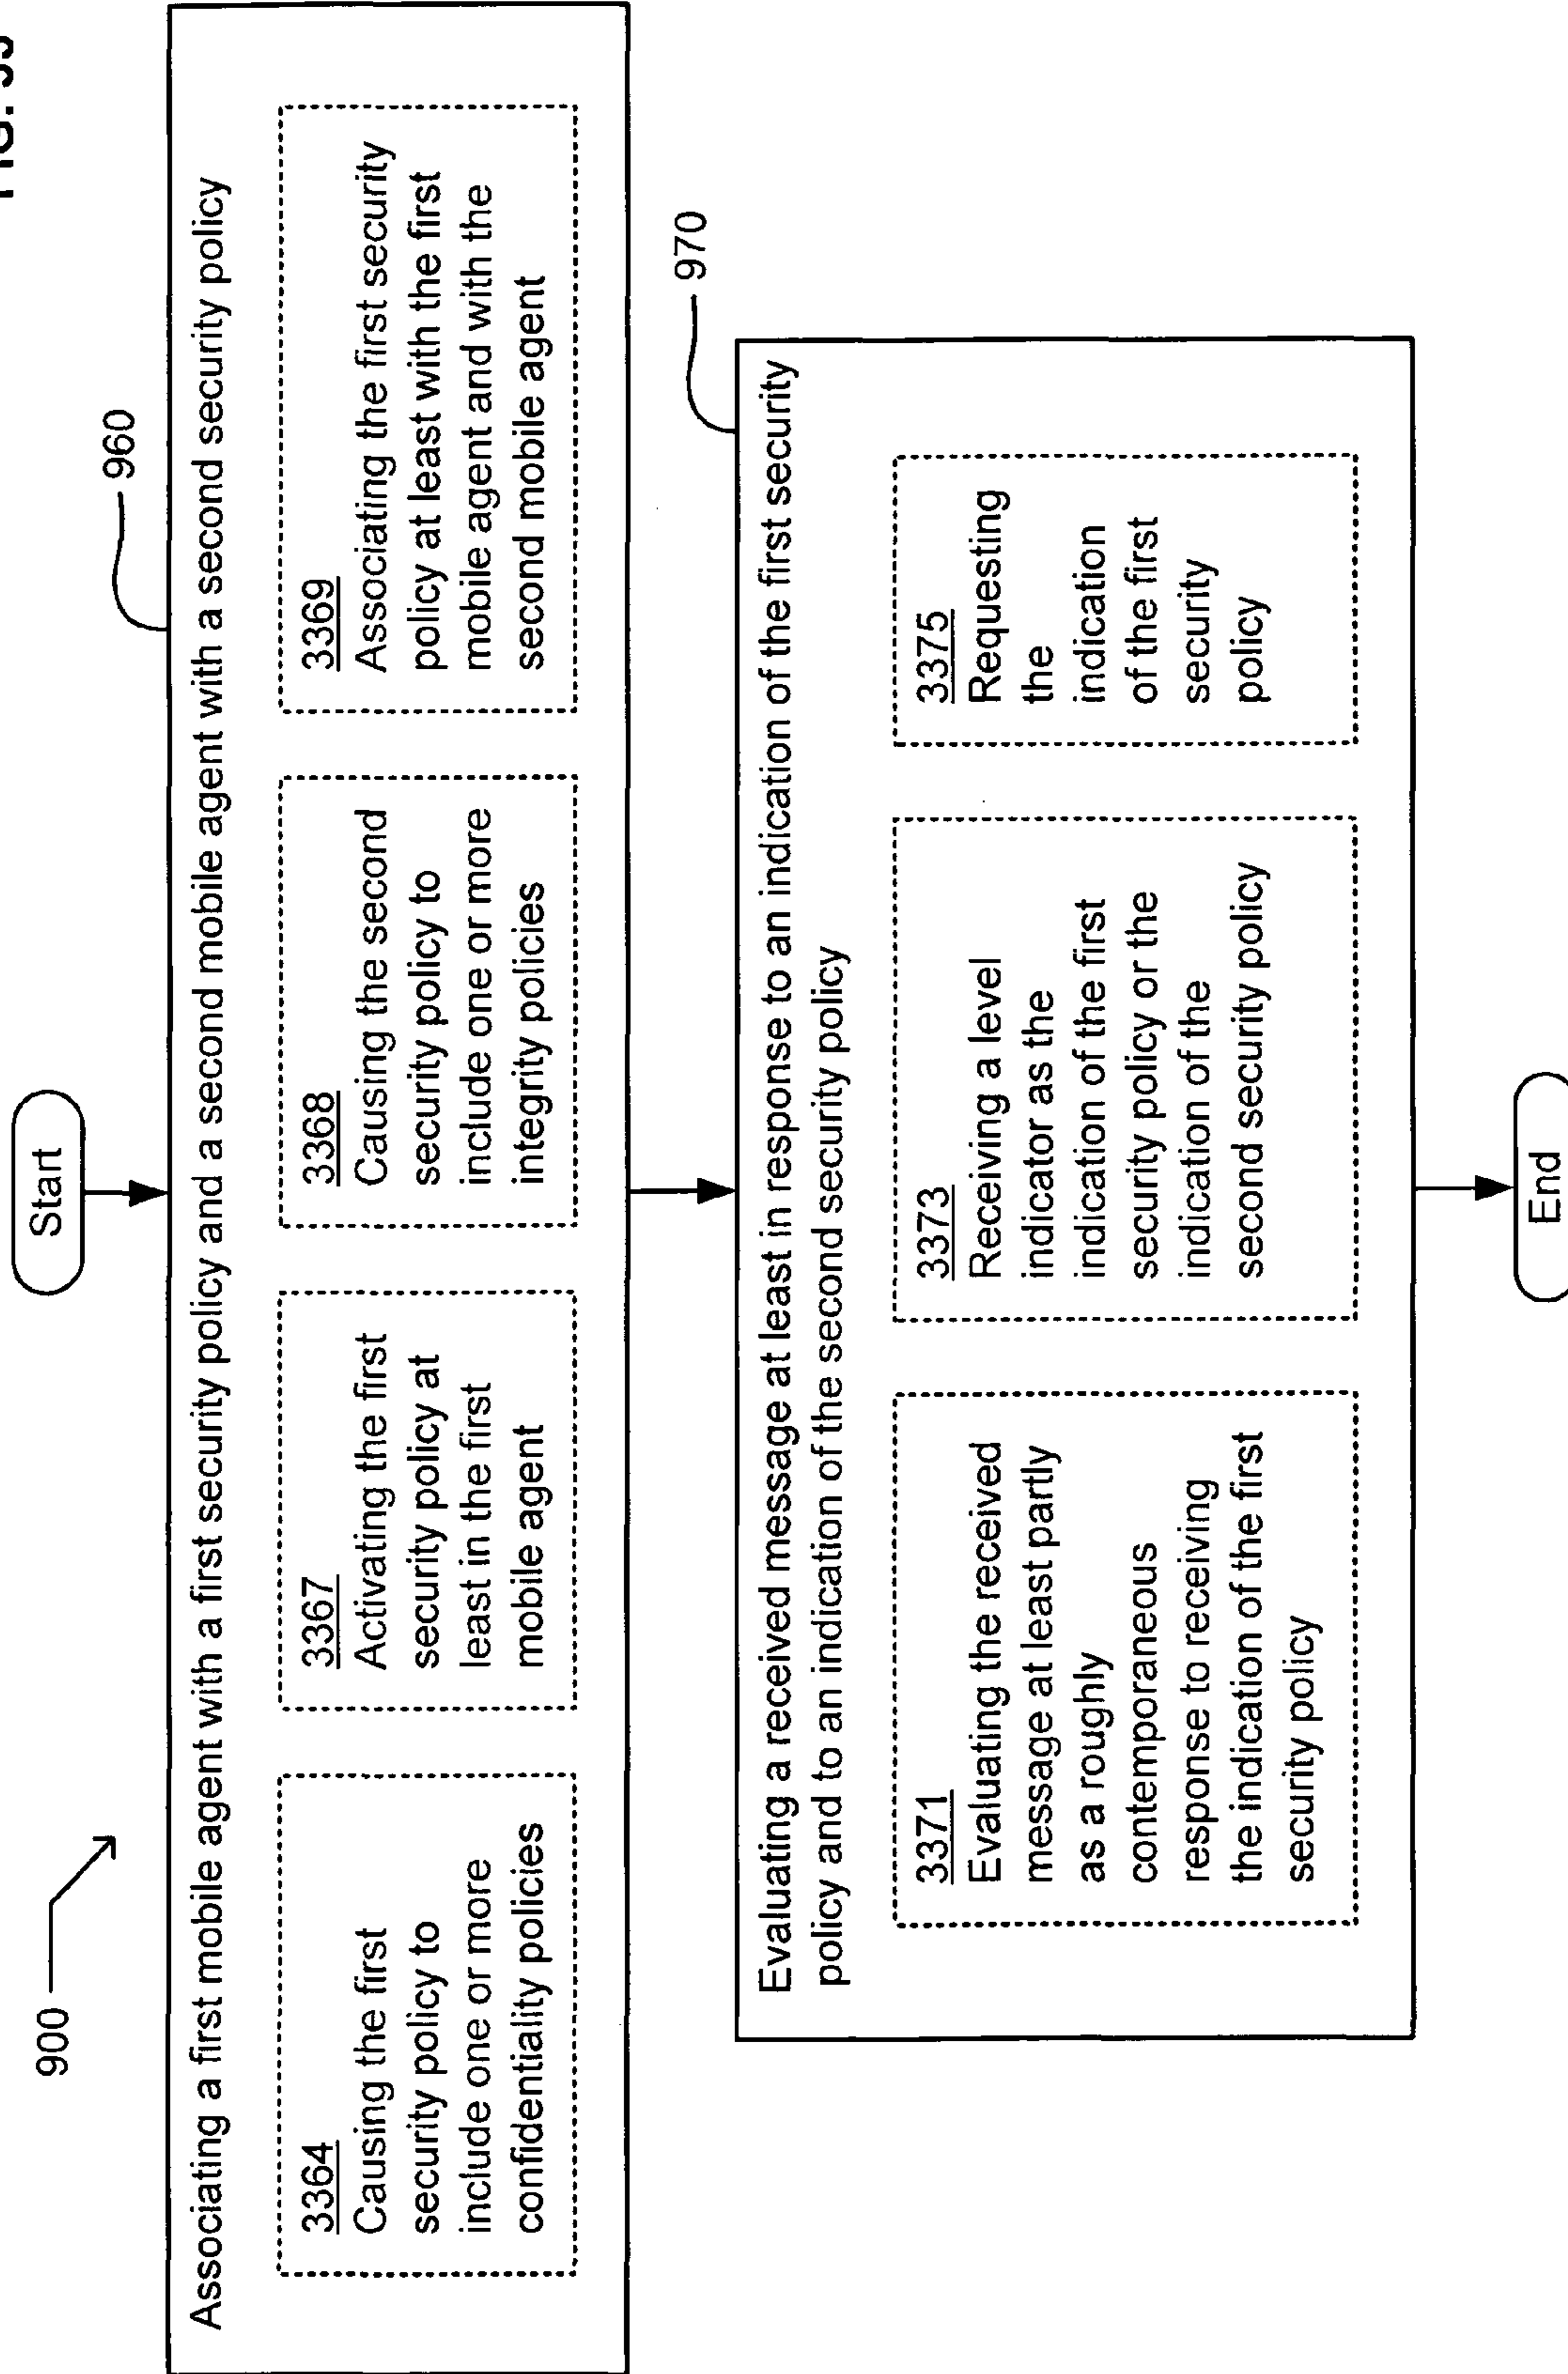 FIG. 33
900
Start
960
Associating a first mobile agent with a first security policy and a second mobile agent with a second security policy
3364
Causing the first
security policy to
include one or more
confidentiality policies
3367
Activating the first
security policy at
least in the first
mobile agent
3368
Causing the second
security policy to
include one or more
integrity policies
3369
Associating the first security
policy at least with the first
mobile agent and with the
second mobile agent
970
Evaluating a received message at least in response to an indication of the first security
policy and to an indication of the second security policy
3371
Evaluating the received
message at least partly
as a roughly
contemporaneous
response to receiving
the indication of the first
security policy
3373
Receiving a level
indicator as the
indication of the first
security policy or the
indication of the
second security policy
3375
Requesting
the
indication
of the first
security
policy
End